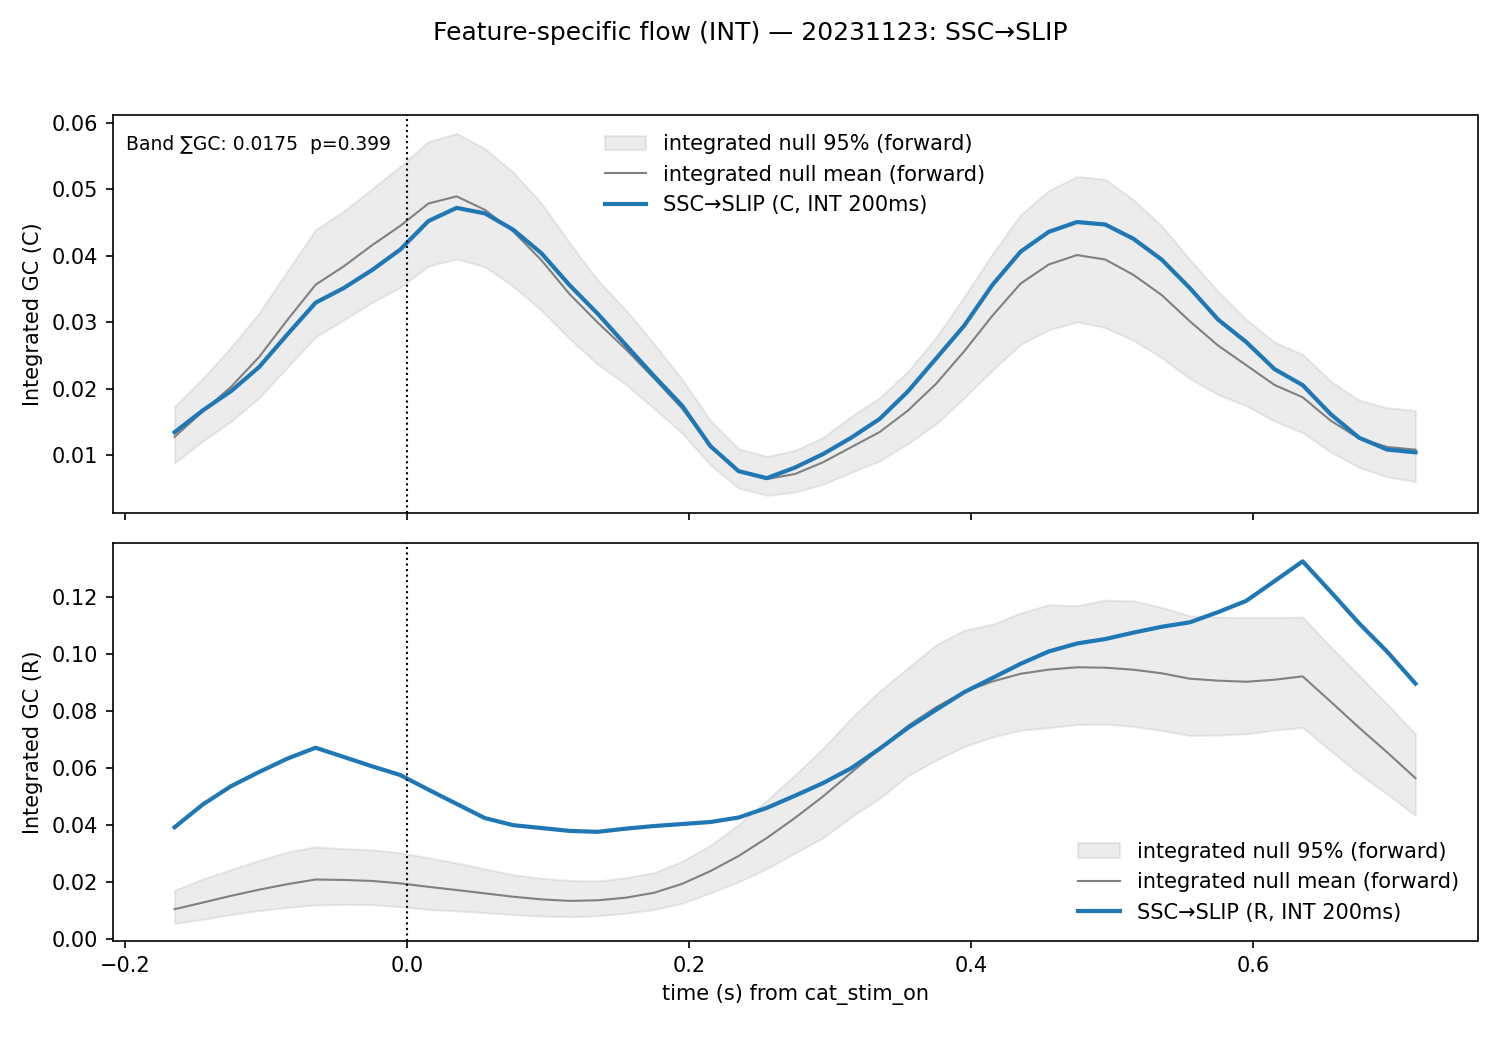 Feature-specific flow (INT) — 20231123: SSC→SLIP
Band ∑GC: 0.0175  p=0.399
integrated null 95% (forward)
integrated null mean (forward)
SSC→SLIP (C, INT 200ms)
Integrated GC (C)
0.06
0.05
0.04
0.03
0.02
0.01
Integrated GC (R)
0.12
0.10
0.08
0.06
0.04
0.02
0.00
integrated null 95% (forward)
integrated null mean (forward)
SSC→SLIP (R, INT 200ms)
−0.2 0.0 0.2 0.4 0.6
time (s) from cat_stim_on